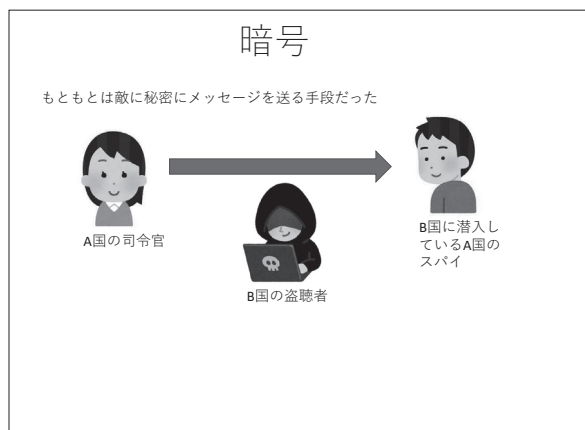 暗号
もともとは敵に秘密にメッセージを送る手段だった
A国の司令官
B国の盗聴者
B国に潜入し
ているA国の
スパイ